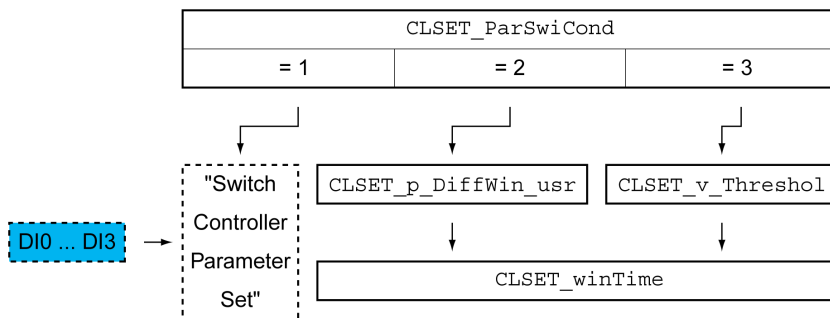 CLSET_ParSwiCond
= 1
= 2
= 3
"Switch
Controller
Parameter
Set"
CLSET_p_DiffWin_usr
CLSET_v_Threshol
DI0 ... DI3
CLSET_winTime